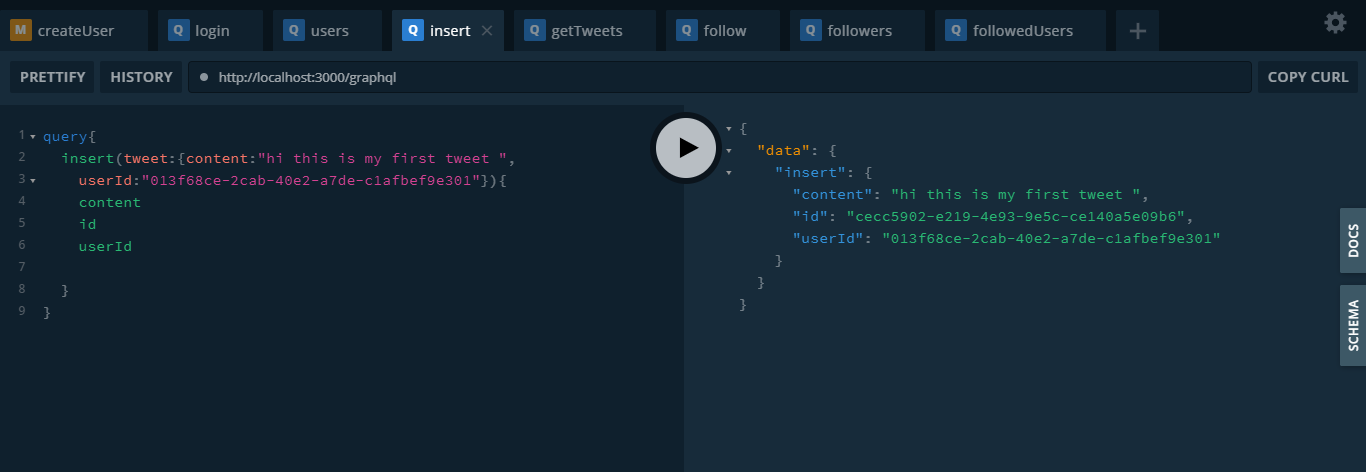 M createUser Q login Q users Q insert × Q getTweets Q follow Q followers Q followedUsers +
PRETTIFY HISTORY http://localhost:3000/graphql COPY CURL
1 query{
2 insert(tweet:{content:"hi this is my first tweet ",
3 userId:"013f68ce-2cab-40e2-a7de-c1afbef9e301"}){
4 content
5 id
6 userId
7
8 }
9 }
{
"data": {
"insert": {
"content": "hi this is my first tweet ",
"id": "cecc5902-e219-4e93-9e5c-ce140a5e09b6",
"userId": "013f68ce-2cab-40e2-a7de-c1afbef9e301"
}
}
}
DOCS
SCHEMA